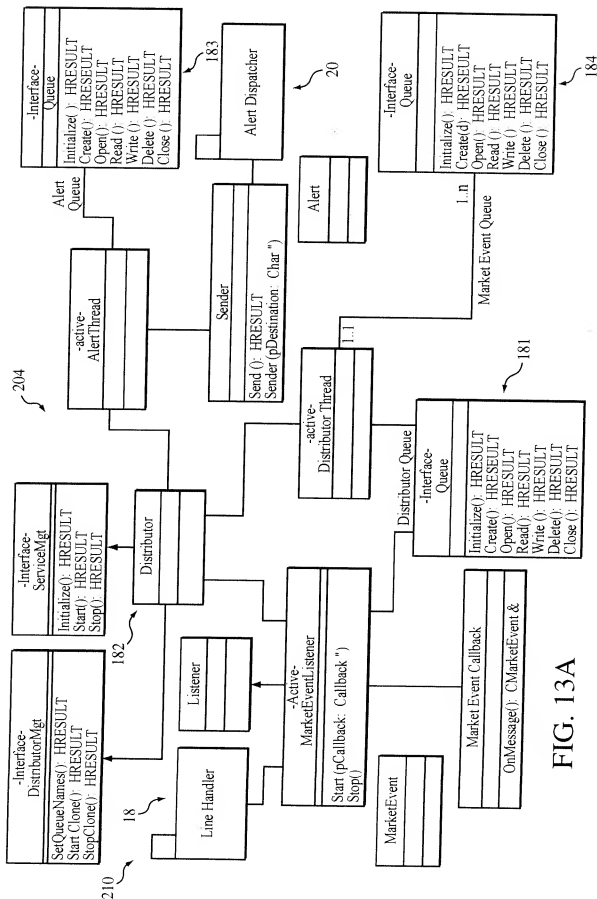 -Interface-
DistributorMgt
SetQueueNames(): HRESULT
Start Clone(): HRESULT
StopClone(): HRESULT
-Interface-
ServiceMgt
Initialize(): HRESULT
Start(): HRESULT
Stop(): HRESULT
204
-active-
AlertThread
Alert
Queue
-Interface-
Queue
Initialize(): HRESULT
Create(): HRESEULT
Open(): HRESULT
Read (): HRESULT
Write (): HRESULT
Delete (): HRESULT
Close (): HRESULT
183
210
18
Line Handler
Listener
182
Distributor
Sender
Send (): HRESULT
Sender (pDestination: Char ")
Alert Dispatcher
20
Alert
-Active-
MarketEventListener
Start (pCallback: Callback ")
Stop()
-active-
Distributor Thread
1..1
Market Event Queue
1..n
-Interface-
Queue
Initialize(): HRESULT
Create(d): HRESEULT
Open(): HRESULT
Read (): HRESULT
Write (): HRESULT
Delete (): HRESULT
Close (): HRESULT
184
MarketEvent
Market Event Callback
OnMessage(): CMarketEvent &
Distributor Queue
-Interface-
Queue
Initialize(): HRESULT
Create(): HRESEULT
Open(): HRESULT
Read(): HRESULT
Write (): HRESULT
Delete(): HRESULT
Close (): HRESULT
181
FIG. 13A